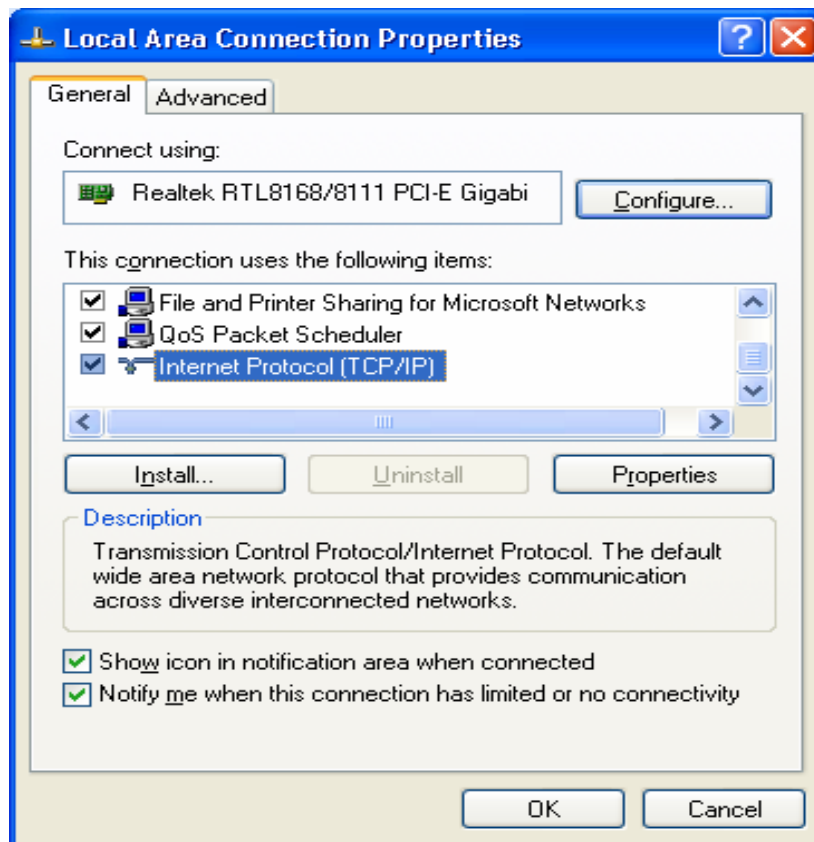 Local Area Connection Properties
General
Advanced
Connect using:
Realtek RTL8168/8111 PCI-E Gigabi
Configure...
This connection uses the following items:
File and Printer Sharing for Microsoft Networks
QoS Packet Scheduler
Internet Protocol (TCP/IP)
Install...
Uninstall
Properties
Description
Transmission Control Protocol/Internet Protocol. The default
wide area network protocol that provides communication
across diverse interconnected networks.
Show icon in notification area when connected
Notify me when this connection has limited or no connectivity
OK
Cancel